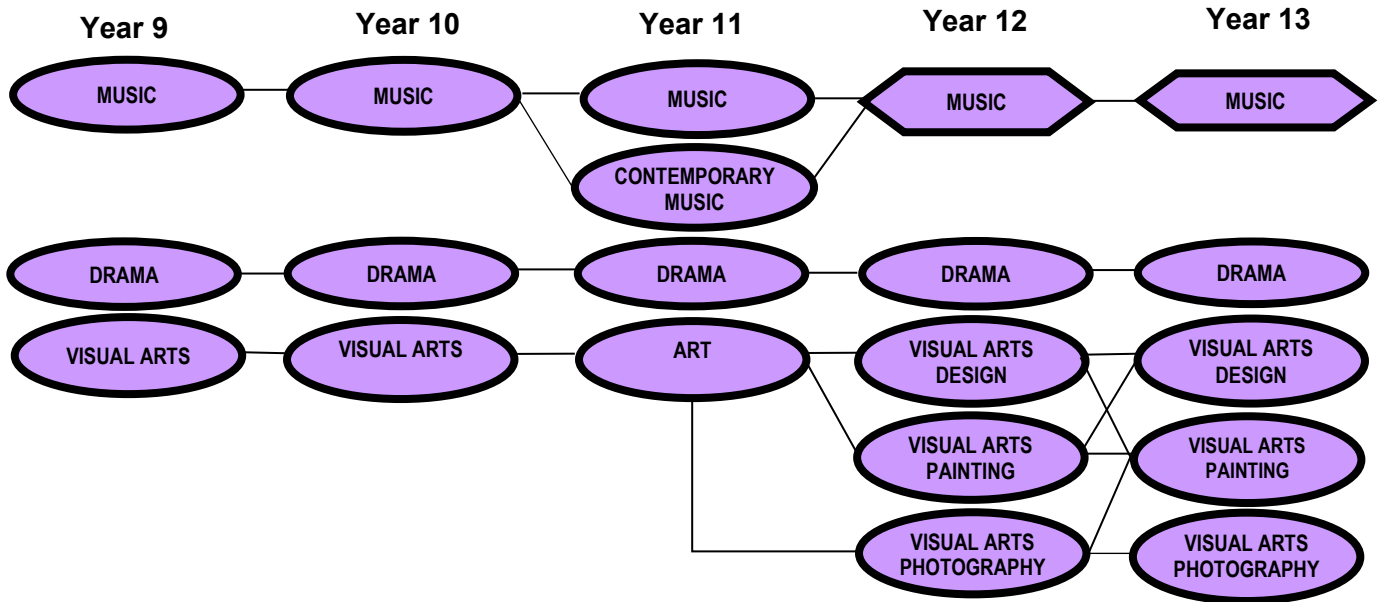 Year 9
Year 10
Year 11
Year 12
Year 13
MUSIC
MUSIC
MUSIC
MUSIC
MUSIC
CONTEMPORARY
MUSIC
DRAMA
DRAMA
DRAMA
DRAMA
DRAMA
VISUAL ARTS
VISUAL ARTS
ART
VISUAL ARTS
DESIGN
VISUAL ARTS
DESIGN
VISUAL ARTS
PAINTING
VISUAL ARTS
PAINTING
VISUAL ARTS
PHOTOGRAPHY
VISUAL ARTS
PHOTOGRAPHY